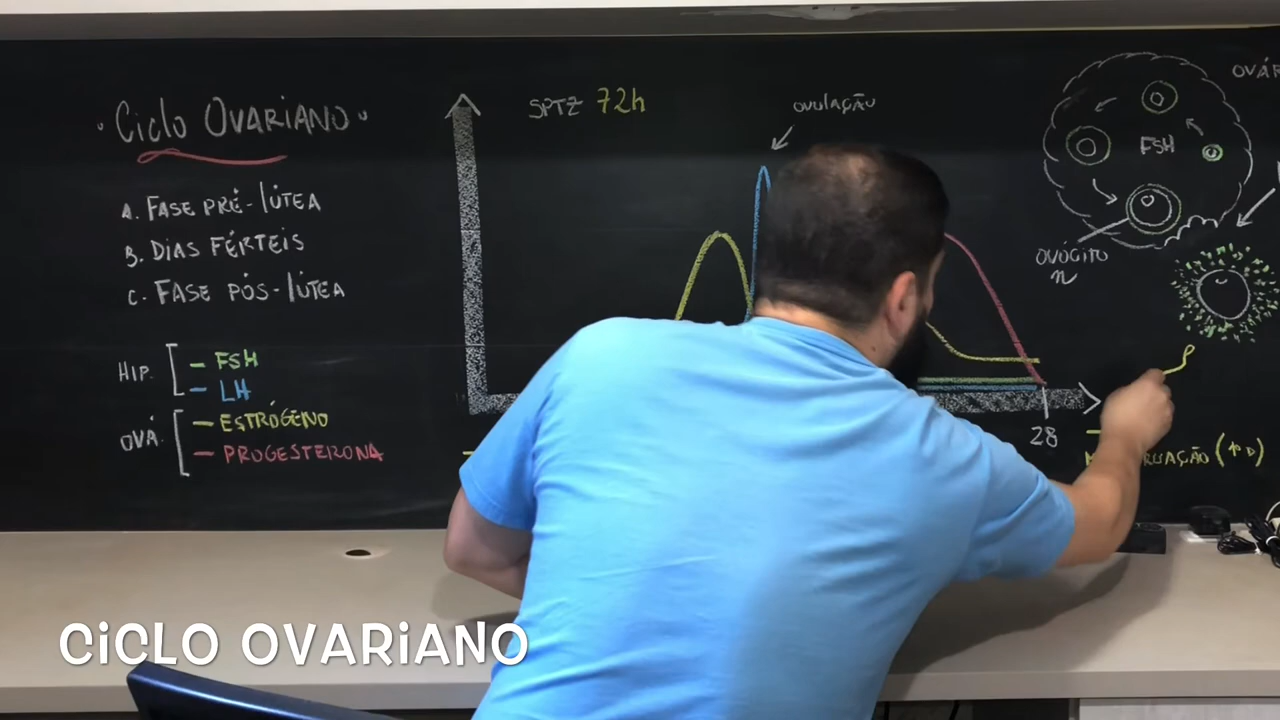 Ciclo OVARIANO
A. FASE PRÉ-lÚTEA
B. DIAS FÉRTEIS
C. FASE PÓS-lÚTEA
HIP.
FSH
LH
OVÁ.
ESTRÓGENO
PROGESTERONA
SPTZ 72h
OVULAÇÃO
28
(↑D)
FSH
OVÓCITO
n
CiCLO OVARiANO